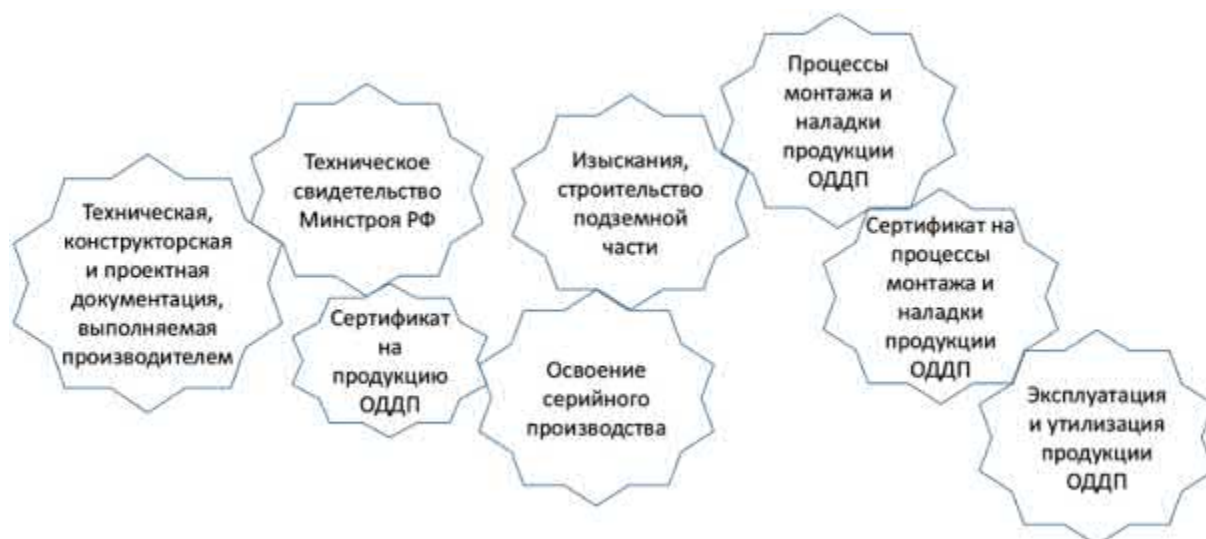 Техническая,
конструкторская
и проектная
документация,
выполняемая
производителем
Техническое
свидетельство
Минстроя РФ
Сертификат
на
продукцию
ОДДП
Освоение
серийного
производства
Изыскания,
строительство
подземной
части
Процессы
монтажа и
наладки
продукции
ОДДП
Сертификат на
процессы
монтажа и
наладки
продукции
ОДДП
Эксплуатация
и утилизация
продукции
ОДДП